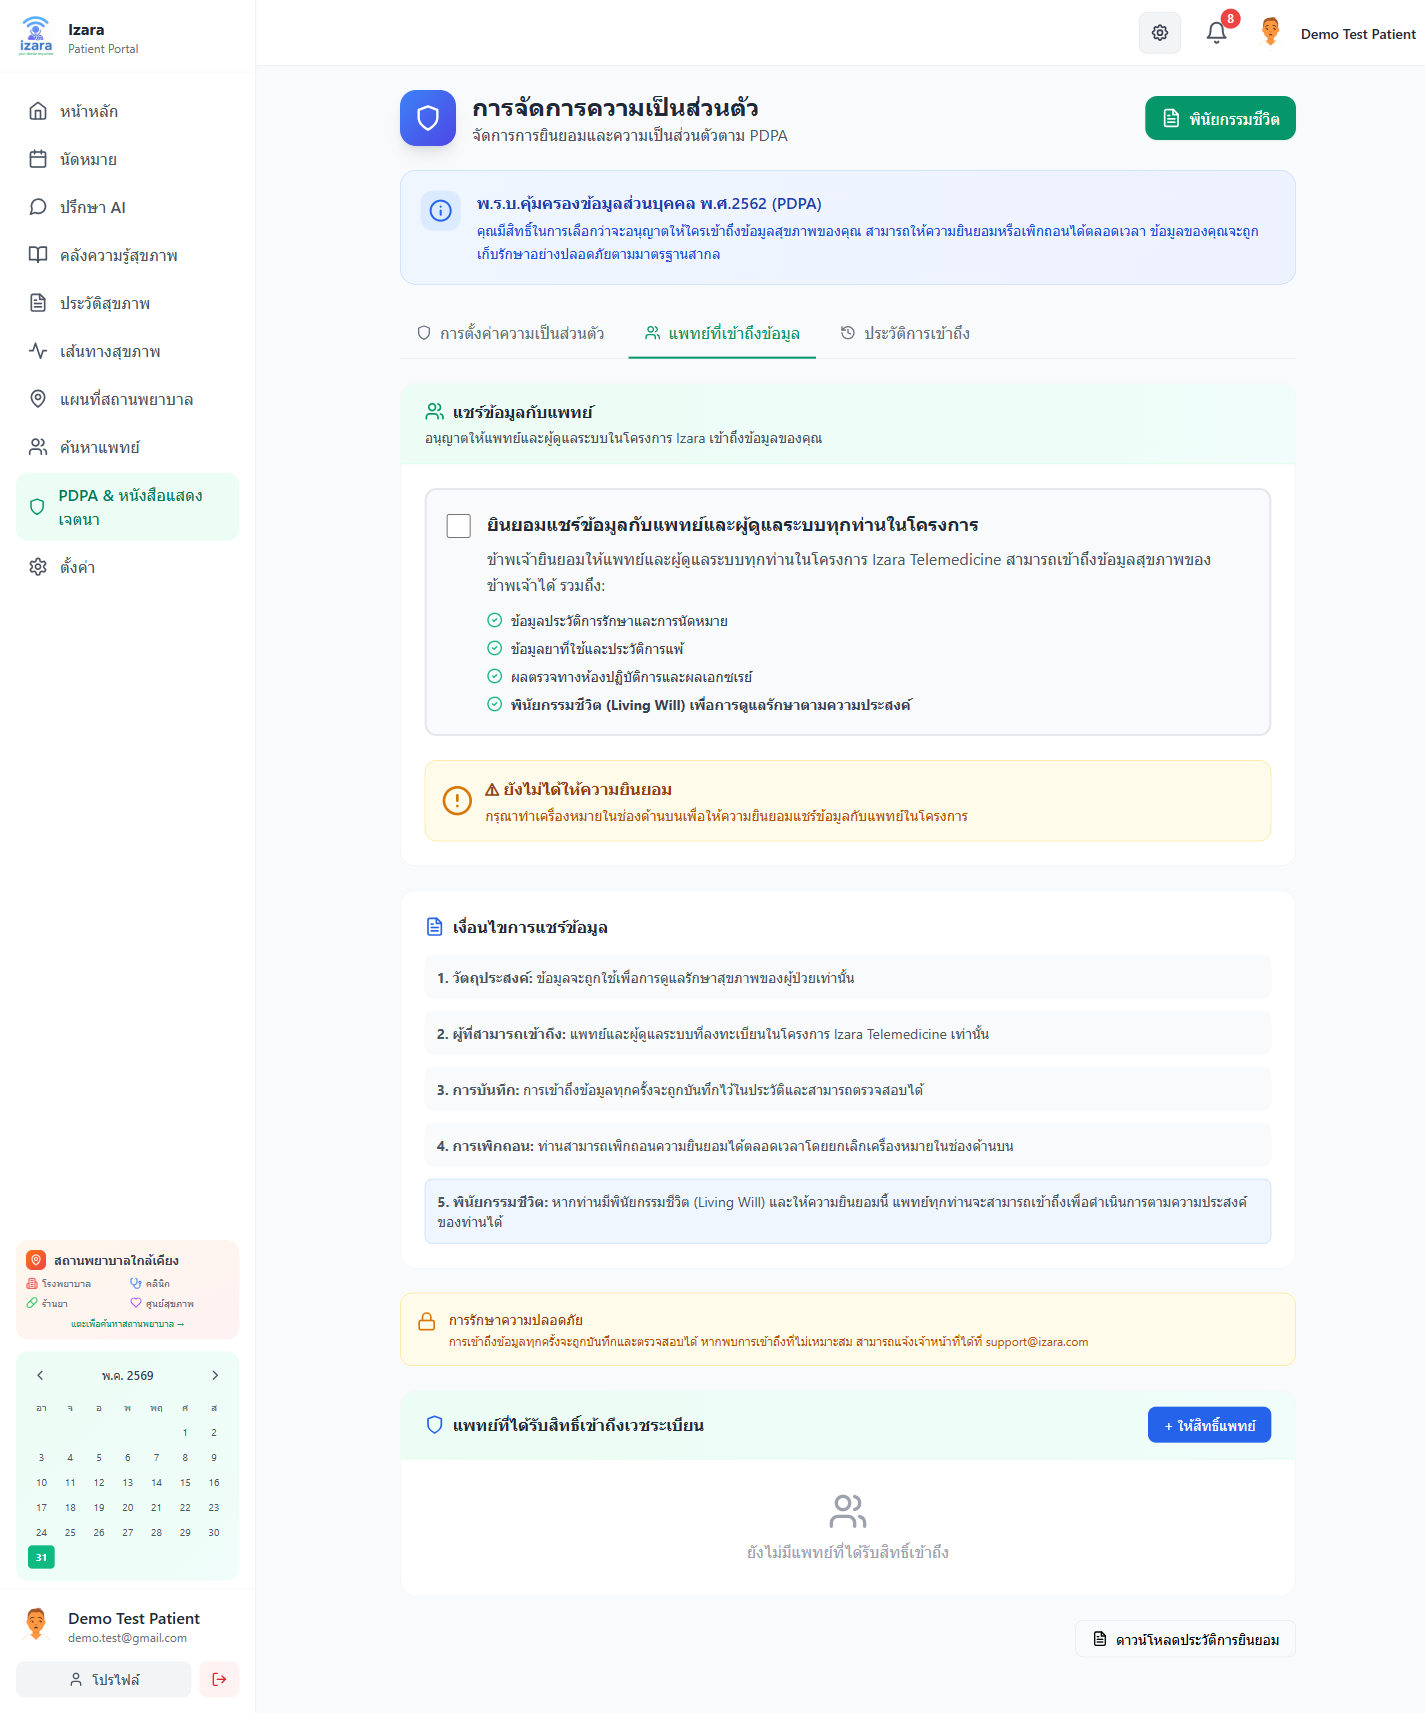 izara
Izara
Patient Portal
8
Demo Test Patient
หน้าหลัก
นัดหมาย
ปรึกษา AI
คลังความรู้สุขภาพ
ประวัติสุขภาพ
เส้นทางสุขภาพ
แผนที่สถานพยาบาล
ค้นหาแพทย์
PDPA & หนังสือแสดง
เจตนา
ตั้งค่า
สถานพยาบาลใกล้เคียง
โรงพยาบาล
คลินิก
ร้านยา
ศูนย์สุขภาพ
แตะเพื่อค้นหาสถานพยาบาล →
พ.ค. 2569
อา จ อ พ พฤ ศ ส
1 2
3 4 5 6 7 8 9
10 11 12 13 14 15 16
17 18 19 20 21 22 23
24 25 26 27 28 29 30
31
Demo Test Patient
demo.test@gmail.com
โปรไฟล์
การจัดการความเป็นส่วนตัว
จัดการการยินยอมและความเป็นส่วนตัวตาม PDPA
พินัยกรรมชีวิต
พ.ร.บ.คุ้มครองข้อมูลส่วนบุคคล พ.ศ.2562 (PDPA)
คุณมีสิทธิ์ในการเลือกว่าจะอนุญาตให้ใครเข้าถึงข้อมูลสุขภาพของคุณ สามารถให้ความยินยอมหรือเพิกถอนได้ตลอดเวลา ข้อมูลของคุณจะถูก
เก็บรักษาอย่างปลอดภัยตามมาตรฐานสากล
การตั้งค่าความเป็นส่วนตัว
แพทย์ที่เข้าถึงข้อมูล
ประวัติการเข้าถึง
แชร์ข้อมูลกับแพทย์
อนุญาตให้แพทย์และผู้ดูแลระบบในโครงการ Izara เข้าถึงข้อมูลของคุณ
ยินยอมแชร์ข้อมูลกับแพทย์และผู้ดูแลระบบทุกท่านในโครงการ
ข้าพเจ้ายินยอมให้แพทย์และผู้ดูแลระบบทุกท่านในโครงการ Izara Telemedicine สามารถเข้าถึงข้อมูลสุขภาพของ
ข้าพเจ้าได้ รวมถึง:
ข้อมูลประวัติการรักษาและการนัดหมาย
ข้อมูลยาที่ใช้และประวัติการแพ้
ผลตรวจทางห้องปฏิบัติการและผลเอกซเรย์
พินัยกรรมชีวิต (Living Will) เพื่อการดูแลรักษาตามความประสงค์
⚠ ยังไม่ได้ให้ความยินยอม
กรุณาทำเครื่องหมายในช่องด้านบนเพื่อให้ความยินยอมแชร์ข้อมูลกับแพทย์ในโครงการ
เงื่อนไขการแชร์ข้อมูล
1. วัตถุประสงค์: ข้อมูลจะถูกใช้เพื่อการดูแลรักษาสุขภาพของผู้ป่วยเท่านั้น
2. ผู้ที่สามารถเข้าถึง: แพทย์และผู้ดูแลระบบที่ลงทะเบียนในโครงการ Izara Telemedicine เท่านั้น
3. การบันทึก: การเข้าถึงข้อมูลทุกครั้งจะถูกบันทึกไว้ในประวัติและสามารถตรวจสอบได้
4. การเพิกถอน: ท่านสามารถเพิกถอนความยินยอมได้ตลอดเวลาโดยยกเลิกเครื่องหมายในช่องด้านบน
5. พินัยกรรมชีวิต: หากท่านมีพินัยกรรมชีวิต (Living Will) และให้ความยินยอมนี้ แพทย์ทุกท่านจะสามารถเข้าถึงเพื่อดำเนินการตามความประสงค์
ของท่านได้
การรักษาความปลอดภัย
การเข้าถึงข้อมูลทุกครั้งจะถูกบันทึกและตรวจสอบได้ หากพบการเข้าถึงที่ไม่เหมาะสม สามารถแจ้งเจ้าหน้าที่ได้ที่ support@izara.com
แพทย์ที่ได้รับสิทธิ์เข้าถึงเวชระเบียน
+ ให้สิทธิ์แพทย์
ยังไม่มีแพทย์ที่ได้รับสิทธิ์เข้าถึง
ดาวน์โหลดประวัติการยินยอม